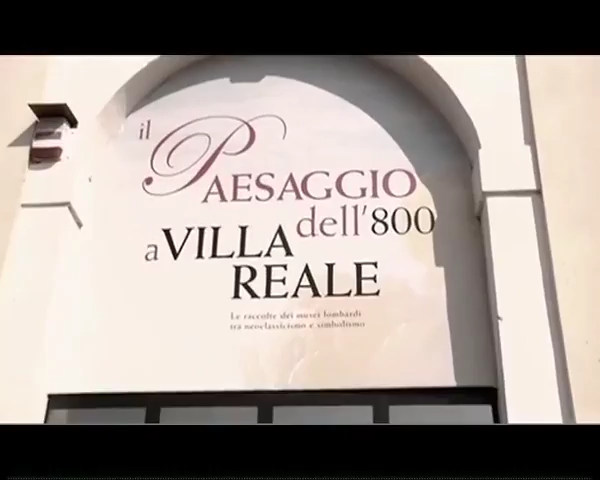 il
PAESAGGIO
dell'800
a VILLA
REALE
Le raccolte dei musei lombardi
tra neoclassicismo e simbolismo